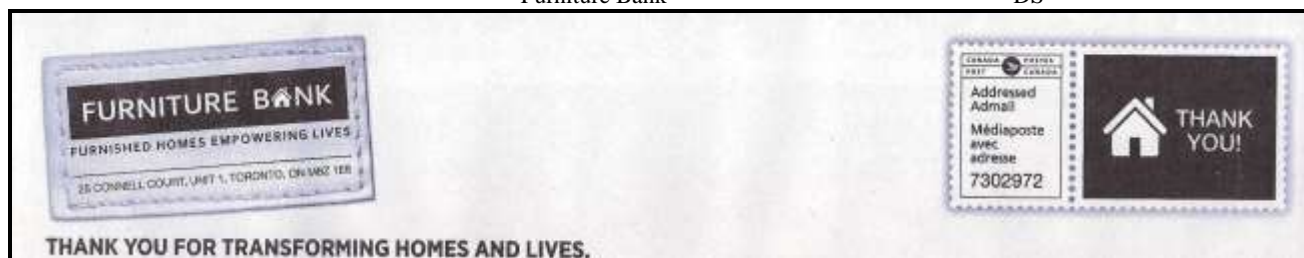 Furniture Bank DS
FURNITURE BANK
FURNISHED HOMES EMPOWERING LIVES
25 CONNELL COURT, UNIT 1, TORONTO, ON M8Z 1E8
CANADA POSTES
POST CANADA
Addressed
Admail
Médiaposte
avec
adresse
7302972
THANK
YOU!
THANK YOU FOR TRANSFORMING HOMES AND LIVES.